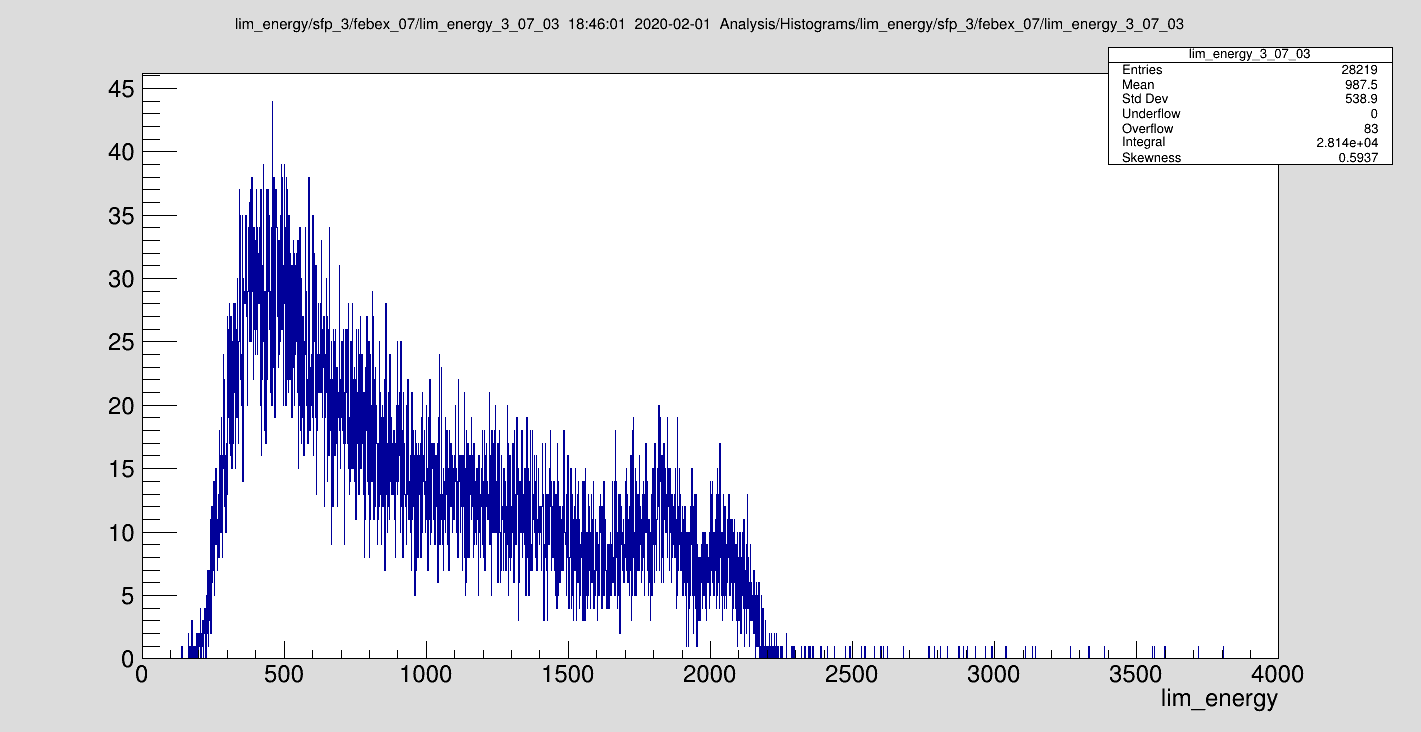 lim_energy/sfp_3/febex_07/lim_energy_3_07_03 18:46:01 2020-02-01 Analysis/Histograms/lim_energy/sfp_3/febex_07/lim_energy_3_07_03
lim_energy_3_07_03
Entries 28219
Mean 987.5
Std Dev 538.9
Underflow 0
Overflow 83
Integral 2.814e+04
Skewness 0.5937
45
40
35
30
25
20
15
10
5
0
0 500 1000 1500 2000 2500 3000 3500 4000
lim_energy